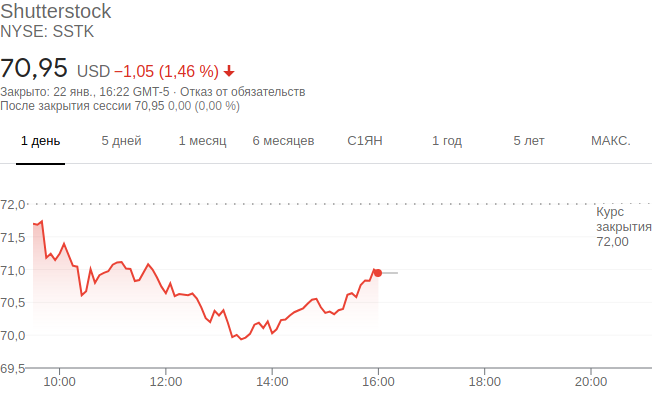 Shutterstock
NYSE: SSTK
70,95 USD −1,05 (1,46 %)
Закрыто: 22 янв., 16:22 GMT-5 · Отказ от обязательств
После закрытия сессии 70,95 0,00 (0,00 %)
1 день 5 дней 1 месяц 6 месяцев С1ЯН 1 год 5 лет МАКС.
72,0
Курс
закрытия
72,00
71,5
71,0
70,5
70,0
69,5
10:00 12:00 14:00 16:00 18:00 20:00